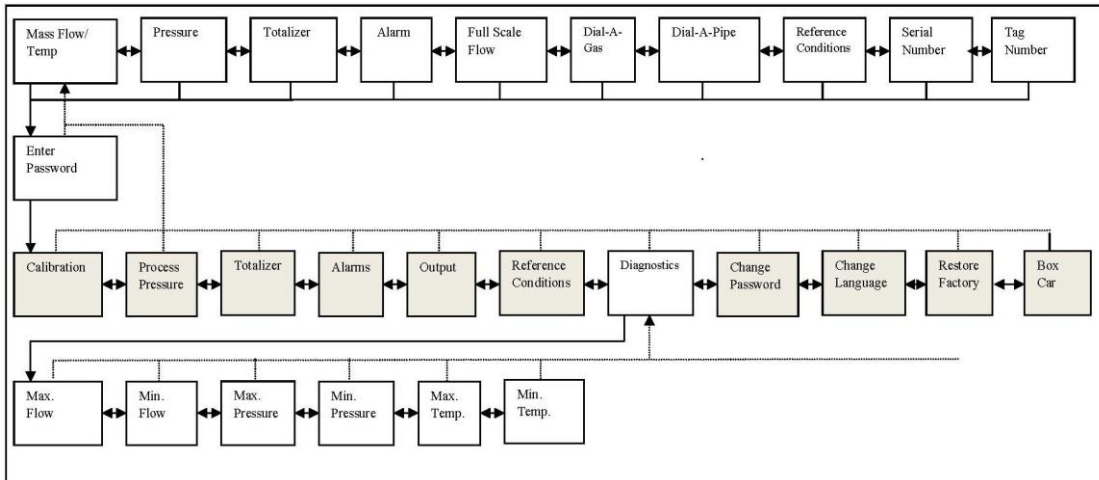 Mass Flow/
Temp
Pressure
Totalizer
Alarm
Full Scale
Flow
Dial-A-
Gas
Dial-A-Pipe
Reference
Conditions
Serial
Number
Tag
Number
Enter
Password
Calibration
Process
Pressure
Totalizer
Alarms
Output
Reference
Conditions
Diagnostics
Change
Password
Change
Language
Restore
Factory
Box
Car
Max.
Flow
Min.
Flow
Max.
Pressure
Min.
Pressure
Max.
Temp.
Min.
Temp.